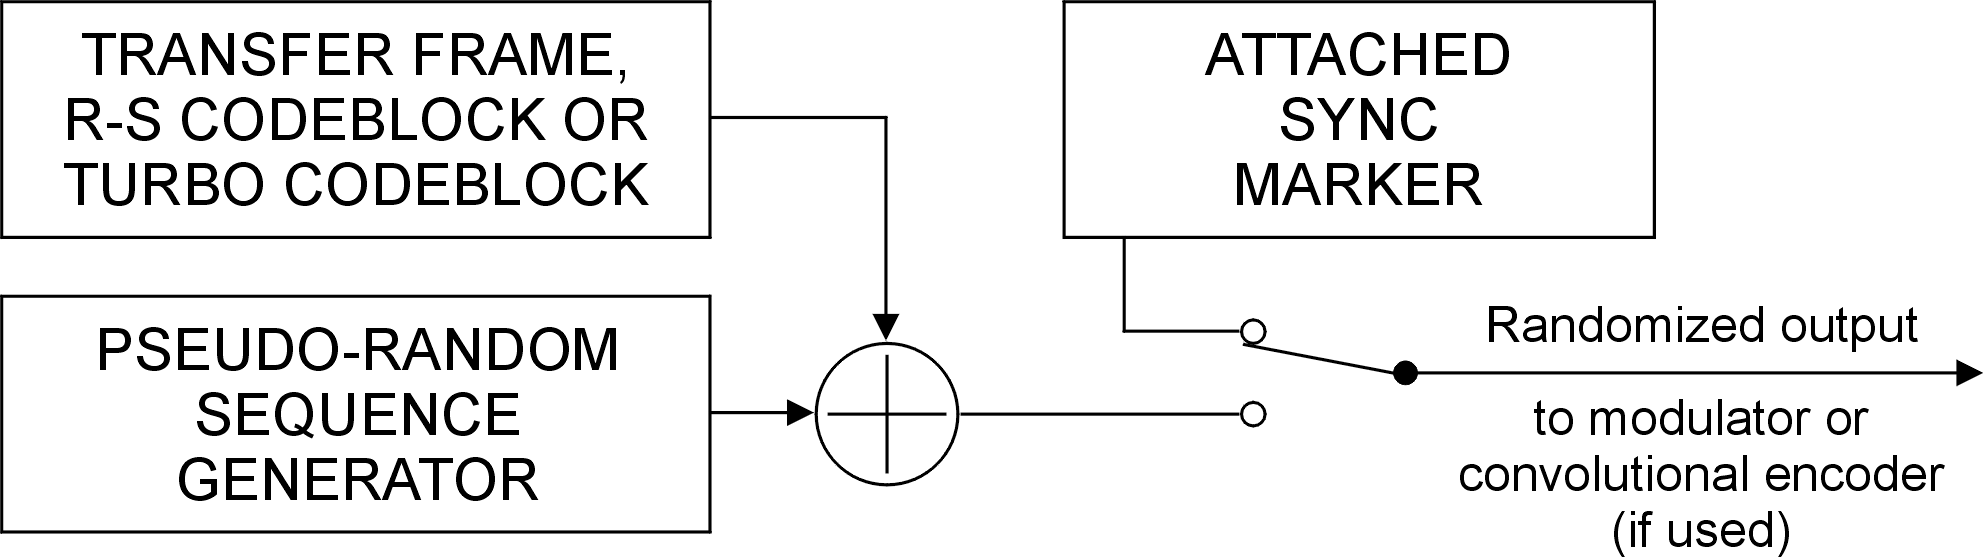 TRANSFER FRAME,
R-S CODEBLOCK OR
TURBO CODEBLOCK
ATTACHED
SYNC
MARKER
PSEUDO-RANDOM
SEQUENCE
GENERATOR
Randomized output
to modulator or
convolutional encoder
(if used)